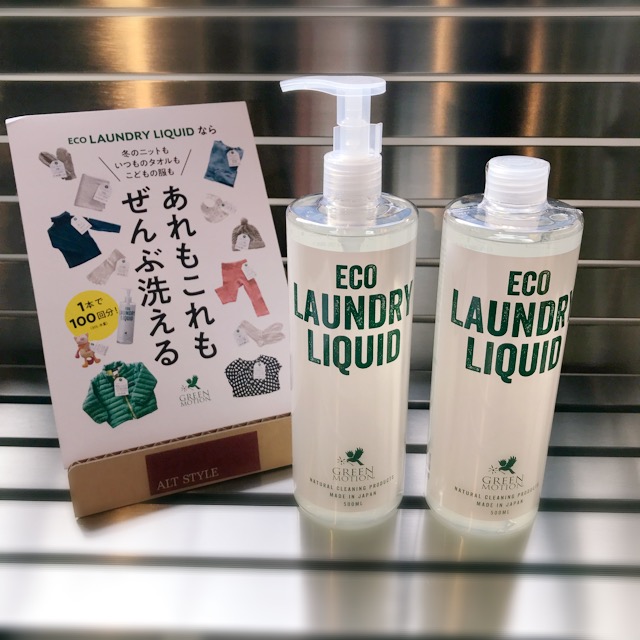 ECO LAUNDRY LIQUID なら
冬のニットも
いつものタオルも
こどもの服も
あれもこれも
ぜんぶ洗える
1本で
100回分!
GREEN
MOTION
ALT STYLE
ECO
LAUNDRY
LIQUID
GREEN
MOTION
NATURAL CLEANING PRODUCTS
MADE IN JAPAN
500ML
ECO
LAUNDRY
LIQUID
GREEN
MOTION
NATURAL CLEANING PRODUCTS
MADE IN JAPAN
500ML